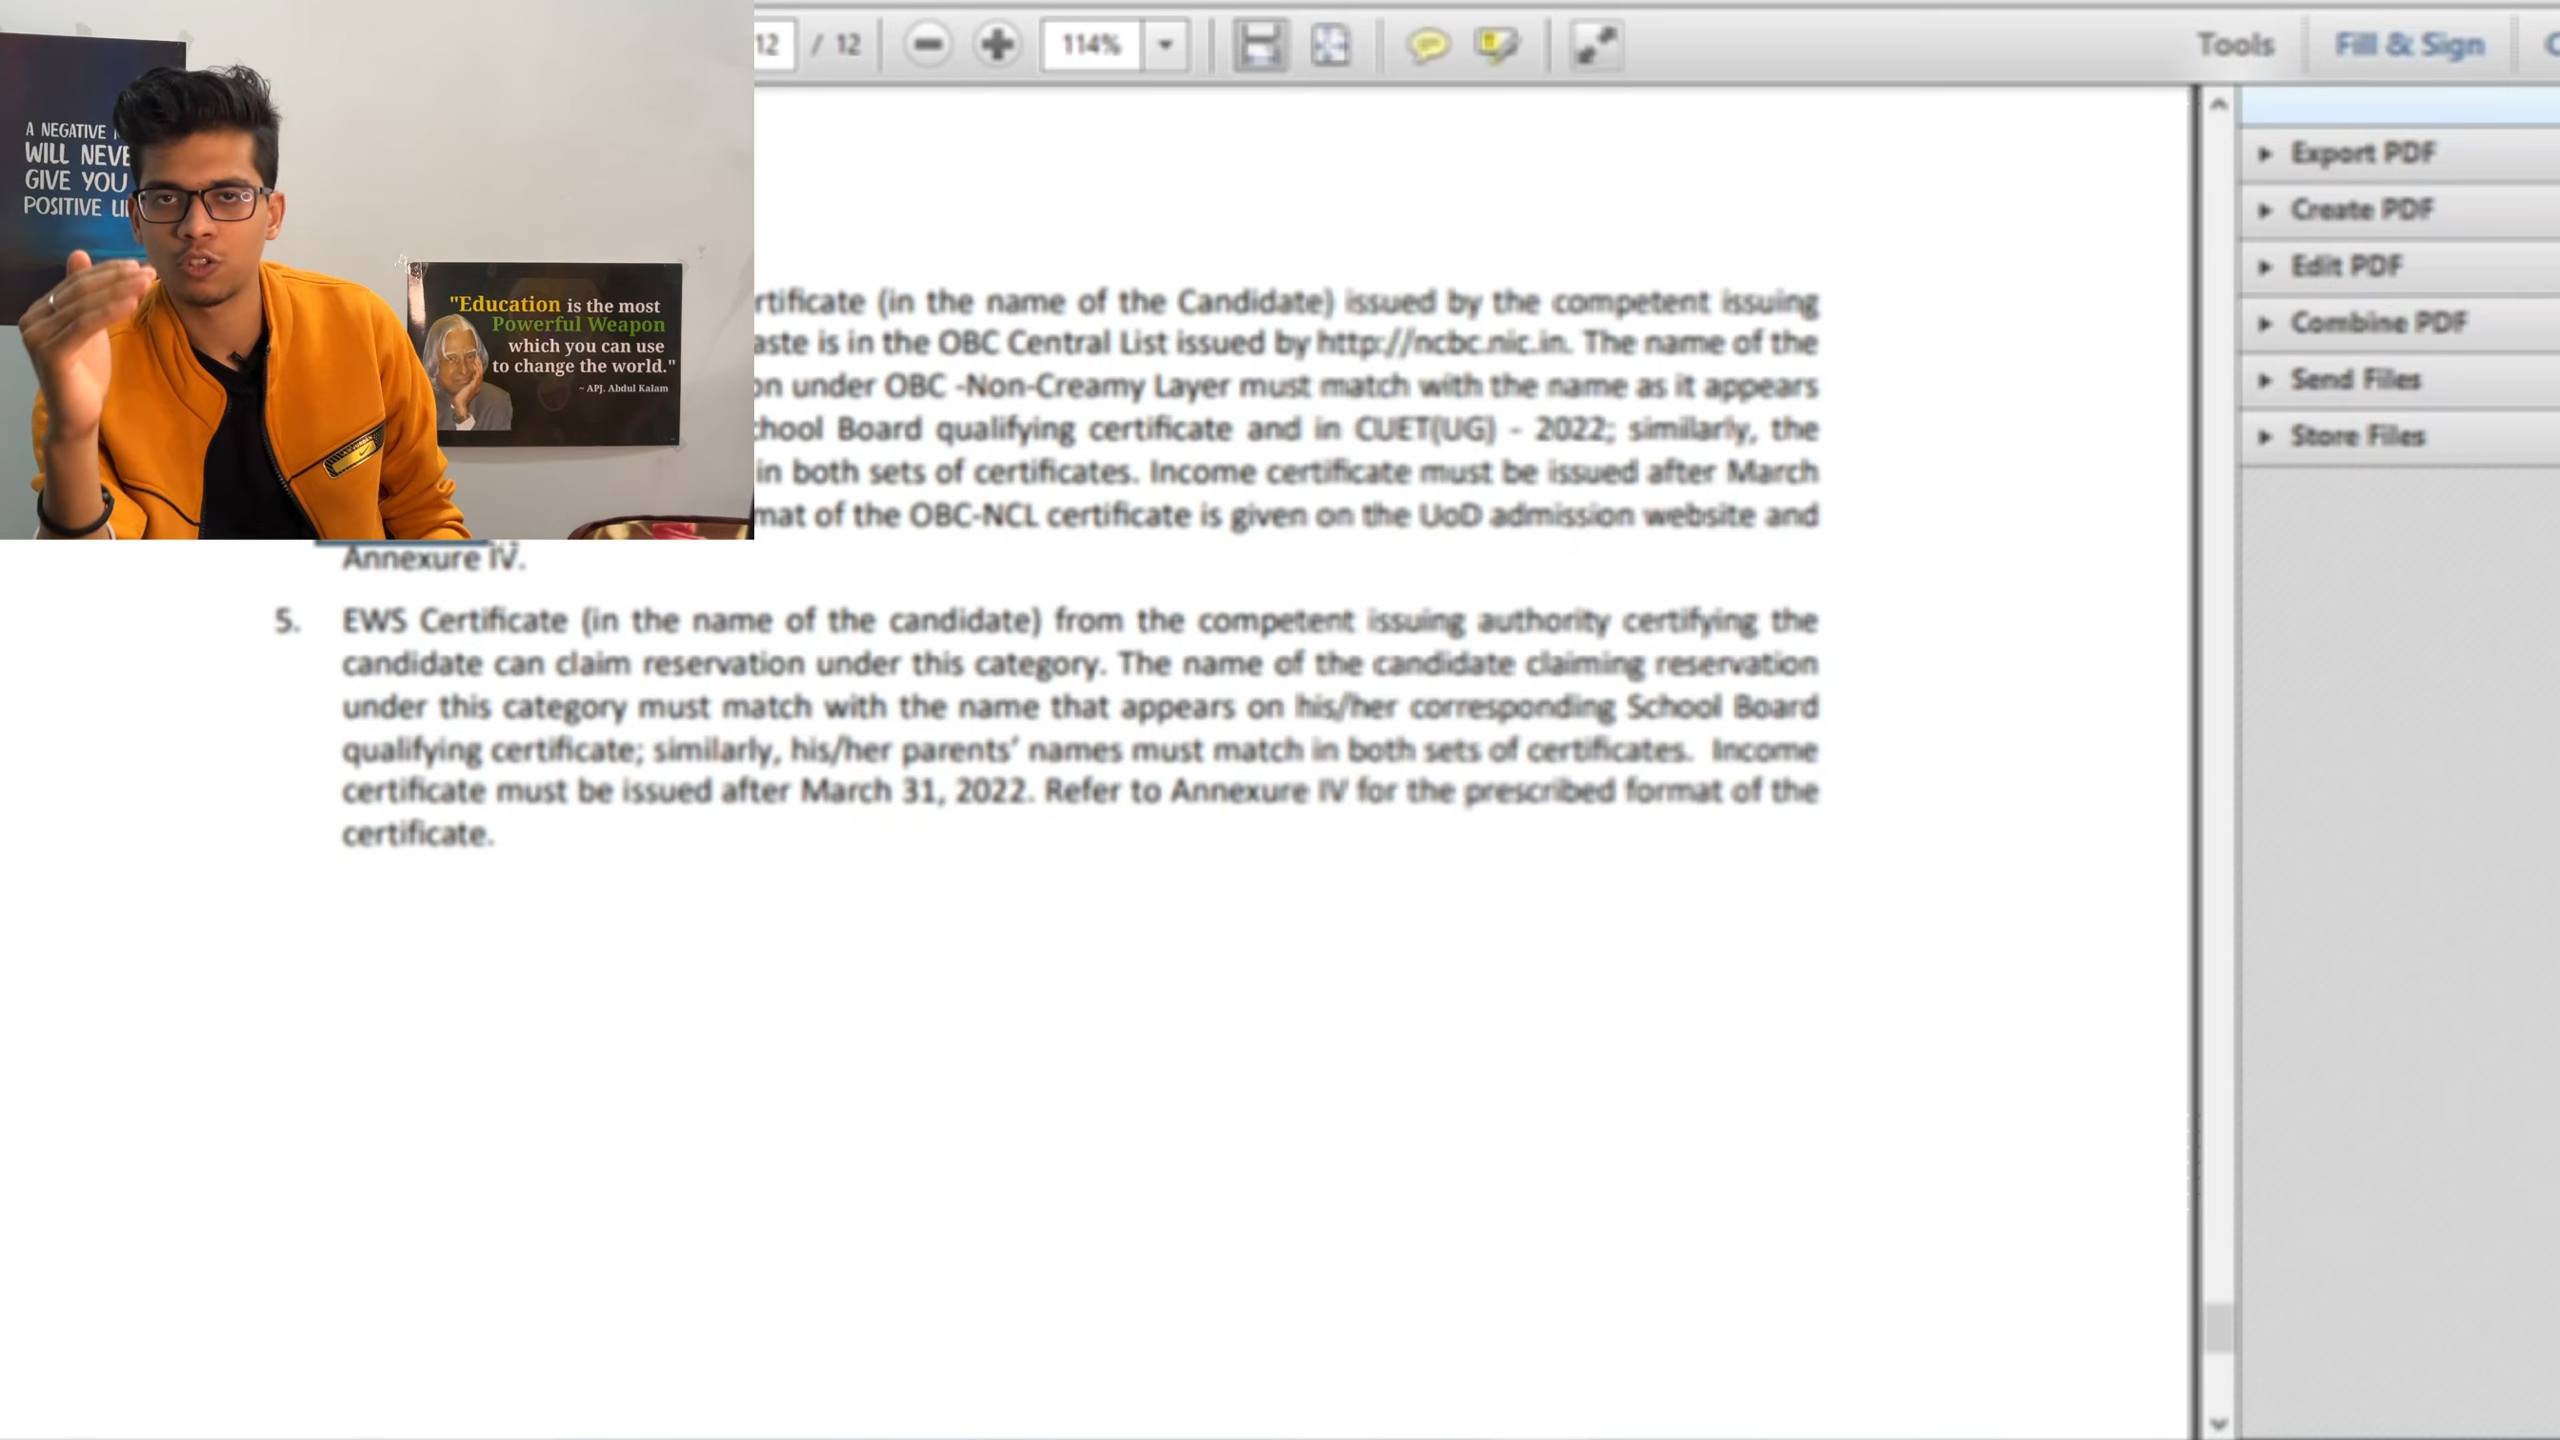 A NEGATIVE
WILL NEVE
GIVE YOU
POSITIVE LI
"Education is the most
Powerful Weapon
which you can use
to change the world."
~ APJ. Abdul Kalam
12 / 12
114%
Tools
Fill & Sign
Export PDF
Create PDF
Edit PDF
Combine PDF
Send Files
Store Files
rtificate (in the name of the Candidate) issued by the competent issuing
aste is in the OBC Central List issued by http://ncbc.nic.in. The name of the
on under OBC -Non-Creamy Layer must match with the name as it appears
hool Board qualifying certificate and in CUET(UG) - 2022; similarly, the
in both sets of certificates. Income certificate must be issued after March
mat of the OBC-NCL certificate is given on the UoD admission website and
Annexure IV.
5. EWS Certificate (in the name of the candidate) from the competent issuing authority certifying the
candidate can claim reservation under this category. The name of the candidate claiming reservation
under this category must match with the name that appears on his/her corresponding School Board
qualifying certificate; similarly, his/her parents' names must match in both sets of certificates. Income
certificate must be issued after March 31, 2022. Refer to Annexure IV for the prescribed format of the
certificate.